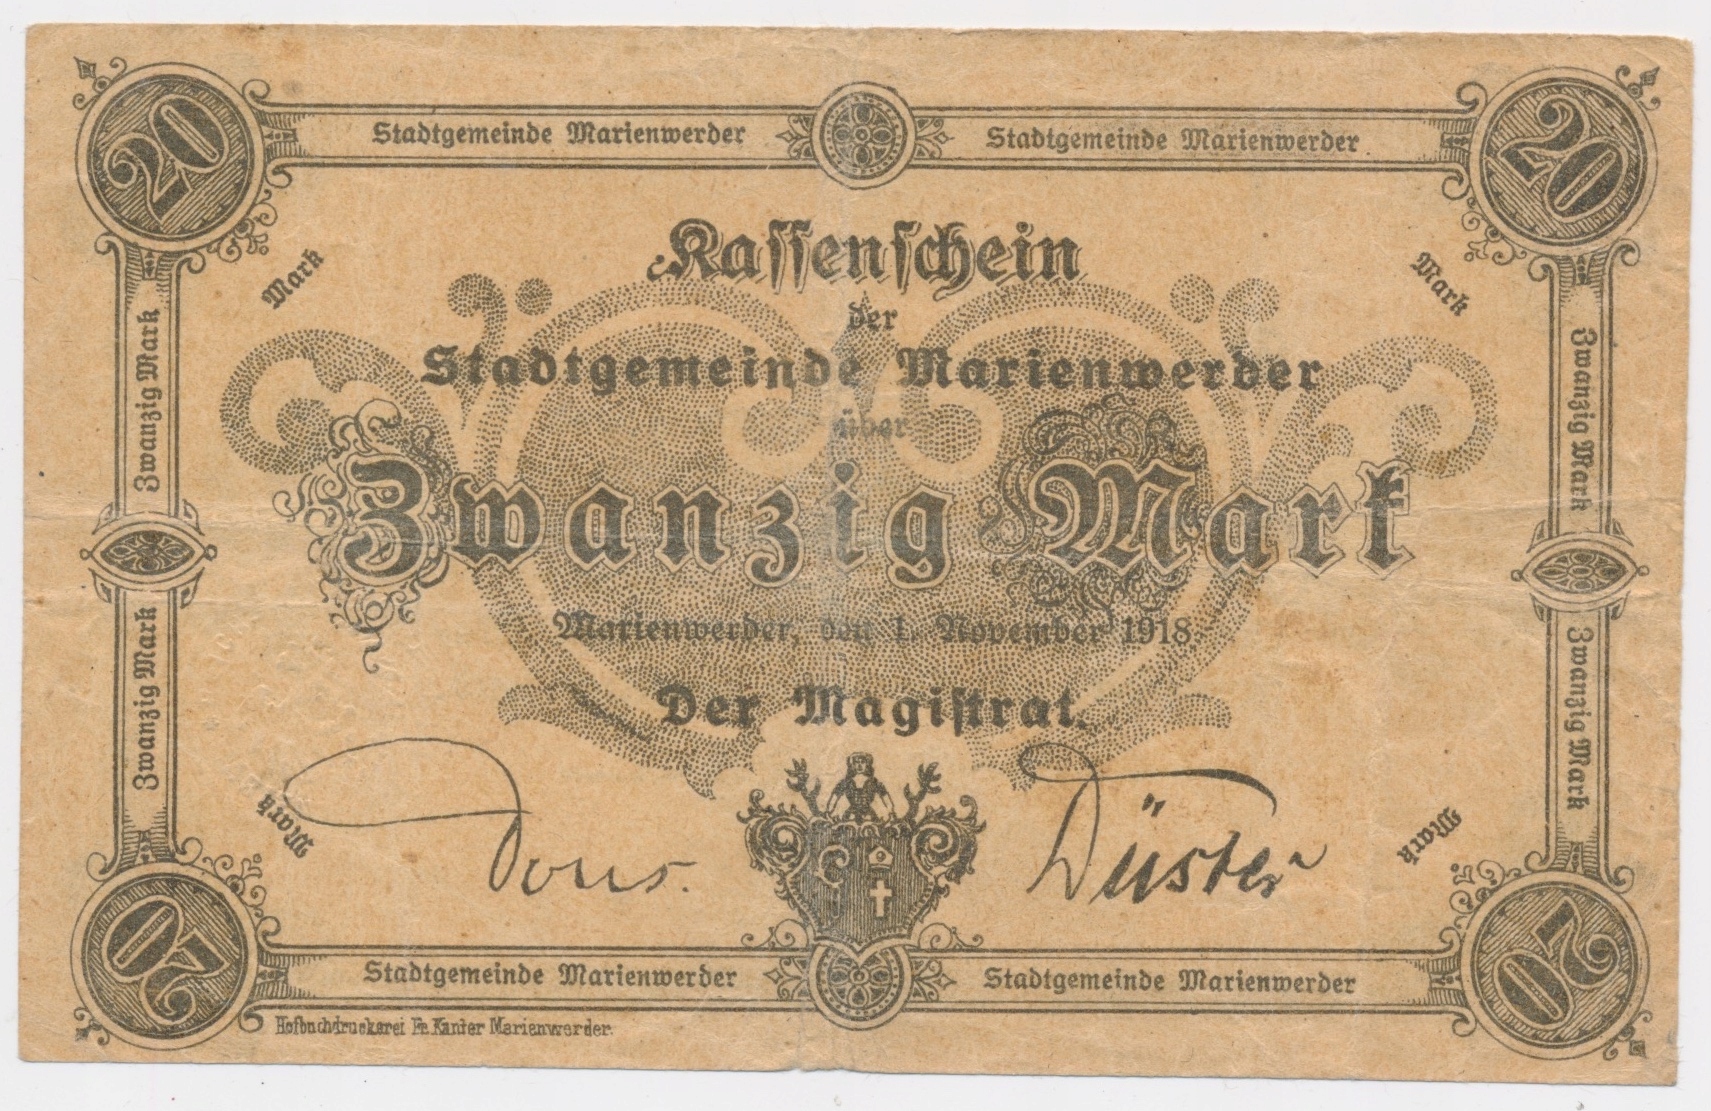 20
Stadtgemeinde Marienwerder
Stadtgemeinde Marienwerder
20
Mark
Mark
Kassenschein
der
Stadtgemeinde Marienwerder
über
Zwanzig Mark
Marienwerder, den 1. November 1918
Der Magistrat.
Zwanzig Mark
Zwanzig Mark
Zwanzig Mark
Zwanzig Mark
Mark
Mark
Düster
20
Stadtgemeinde Marienwerder
Stadtgemeinde Marienwerder
20
Hofbuchdruckerei Fr. Kanter Marienwerder.